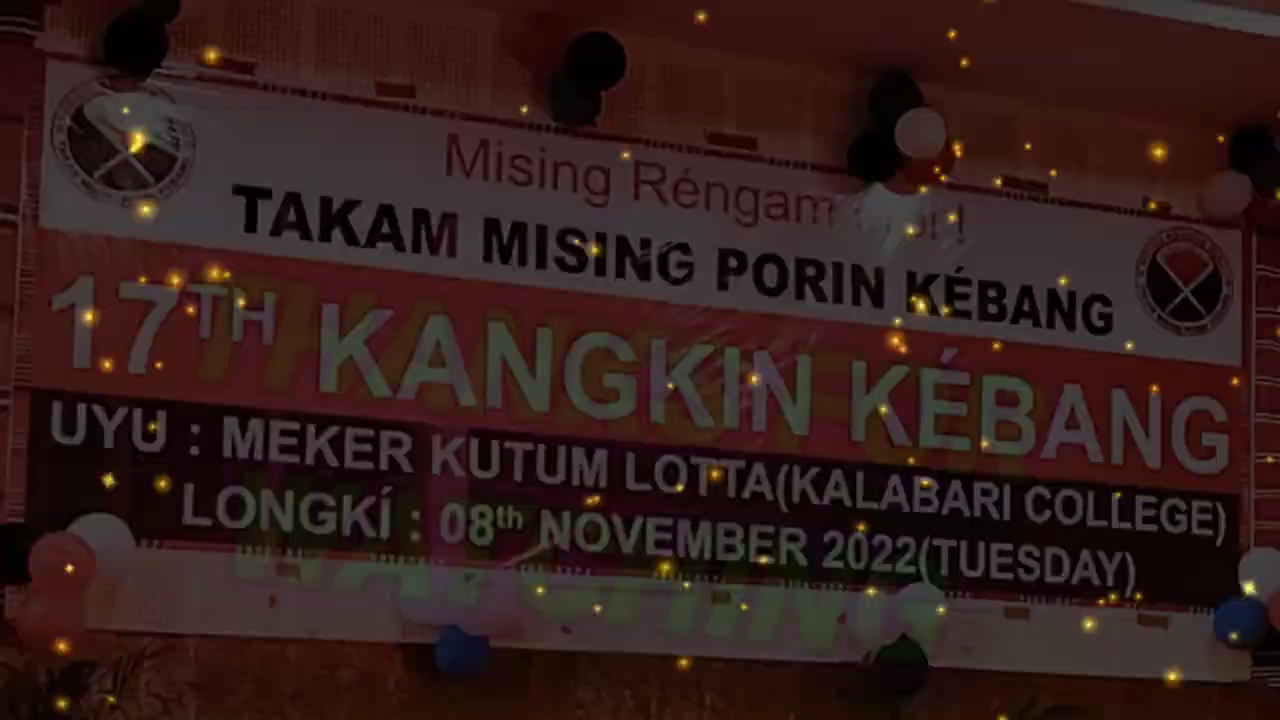 Mising Réngam
TAKAM MISING PORIN KÉBANG
17TH KANGKIN KÉBANG
UYU : MEKER KUTUM LOTTA(KALABARI COLLEGE)
LONGKÍ : 08th NOVEMBER 2022(TUESDAY)